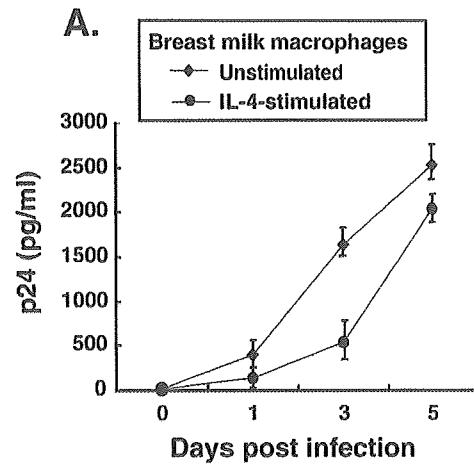 A.
Breast milk macrophages
Unstimulated
IL-4-stimulated
3000
2500
2000
1500
1000
500
0
p24 (pg/ml)
0 1 3 5
Days post infection